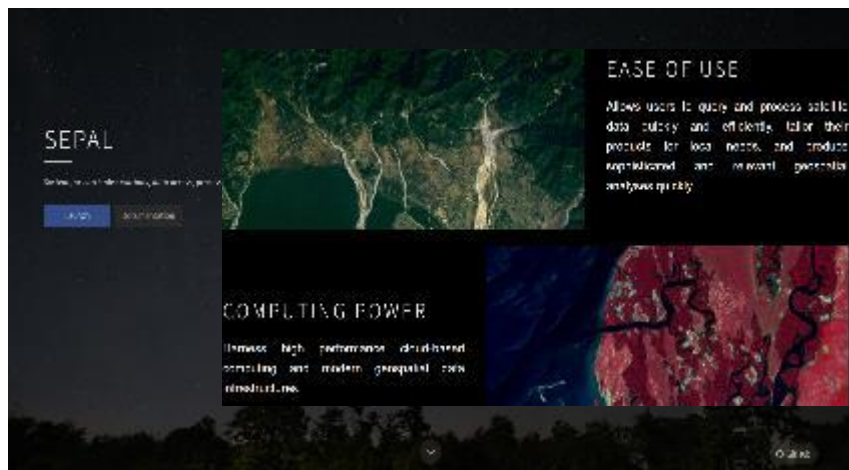 SEPAL
Launch
Documentation
EASE OF USE
Allows users to query and process satellite
data quickly and efficiently, tailor their
products for local needs, and produce
sophisticated and relevant geospatial
analyses quickly
COMPUTING POWER
Harness high performance cloud-based
computing and modern geospatial data
infrastructures.